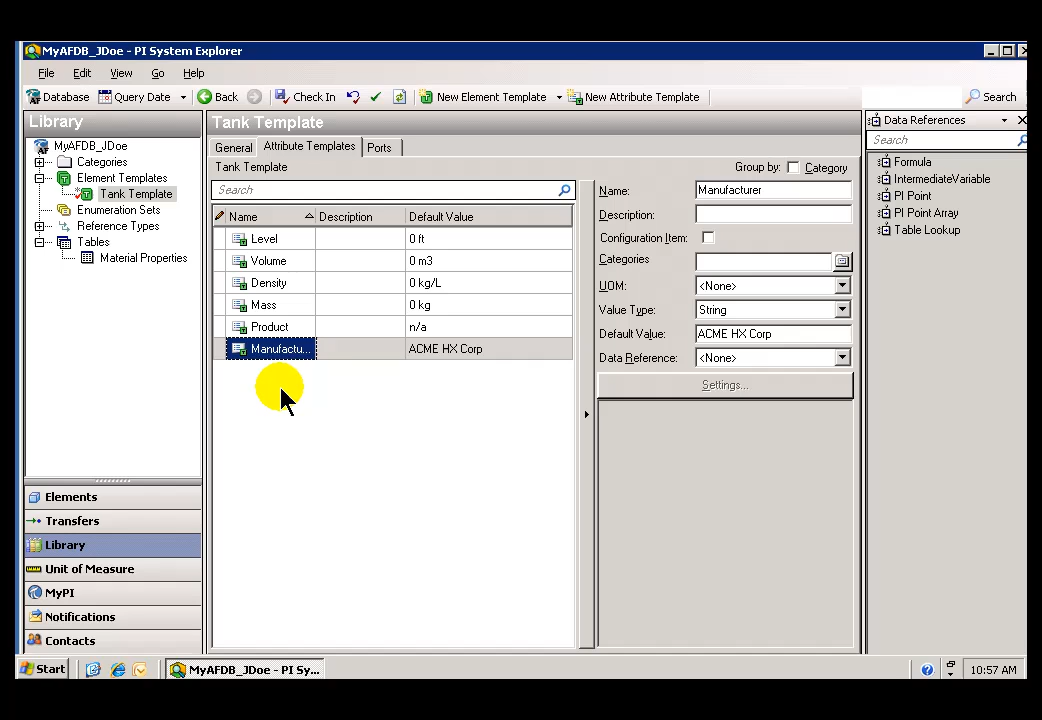 MyAFDB_JDoe - PI System Explorer
File Edit View Go Help
Database Query Date Back Check In New Element Template New Attribute Template Search
Library
MyAFDB_JDoe
Categories
Element Templates
Tank Template
Enumeration Sets
Reference Types
Tables
Material Properties
Elements
Transfers
Library
Unit of Measure
MyPI
Notifications
Contacts
Tank Template
General Attribute Templates Ports
Tank Template
Group by: Category
Search
Name Description Default Value
Level 0 ft
Volume 0 m3
Density 0 kg/L
Mass 0 kg
Product n/a
Manufactu... ACME HX Corp
Name: Manufacturer
Description:
Configuration Item:
Categories
UOM: <None>
Value Type: String
Default Value: ACME HX Corp
Data Reference: <None>
Settings...
Data References
Search
Formula
IntermediateVariable
PI Point
PI Point Array
Table Lookup
Start MyAFDB_JDoe - PI Sy... 10:57 AM